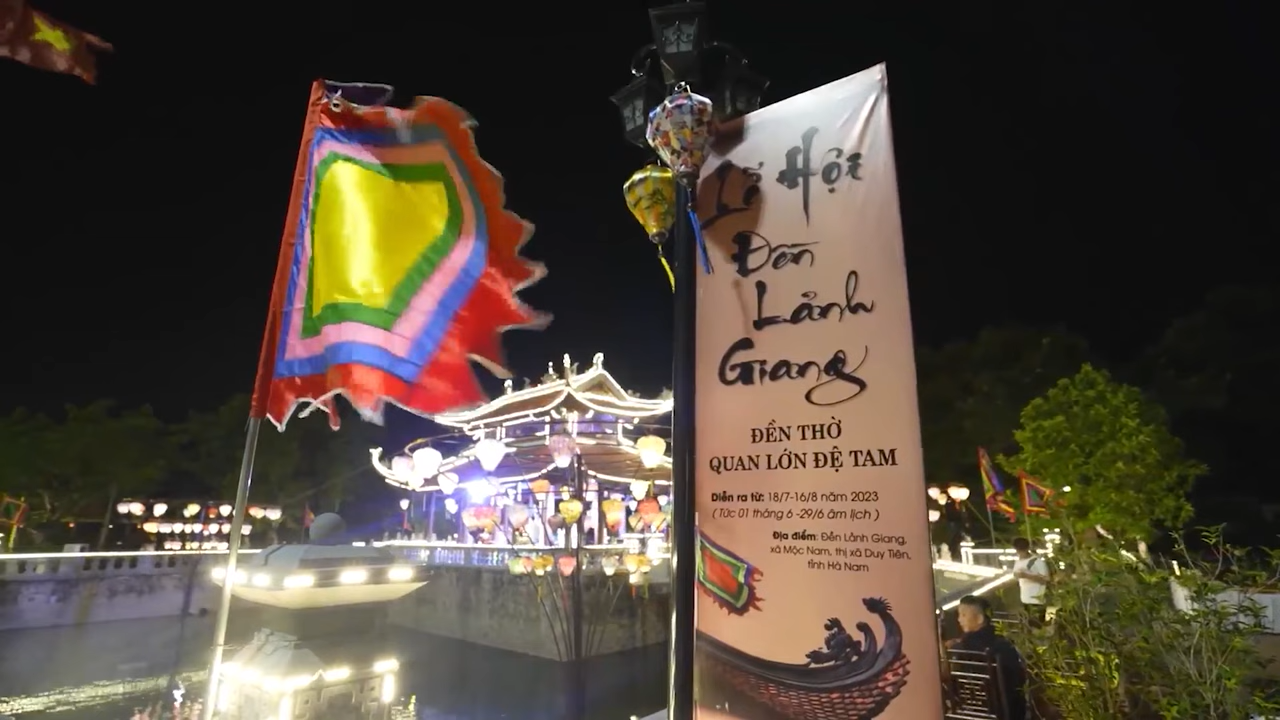 Lễ Hội
Đền
Lảnh
Giang
ĐỀN THỜ
QUAN LỚN ĐỆ TAM
Diễn ra từ: 18/7-16/8 năm 2023
( Tức 01 tháng 6 -29/6 âm lịch )
Địa điểm: Đền Lảnh Giang,
xã Mộc Nam, thị xã Duy Tiên,
tỉnh Hà Nam